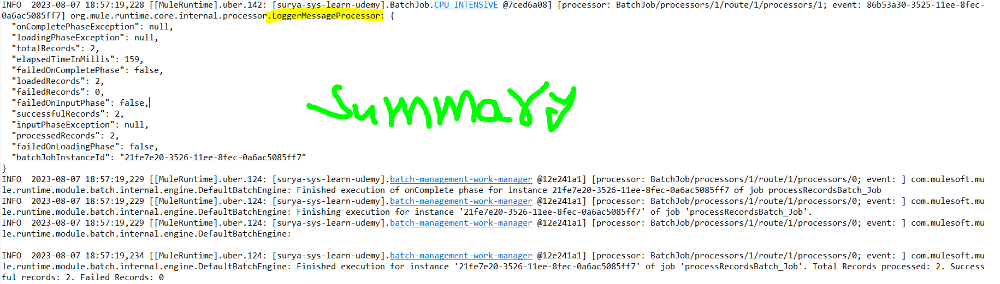 INFO  2023-08-07 18:57:19,228 [[MuleRuntime].uber.142: [surya-sys-learn-udemy].BatchJob.CPU_INTENSIVE @7ced6a08] [processor: BatchJob/processors/1/route/1/processors/1; event: 86b53a30-3525-11ee-8fec-
0a6ac5085ff7] org.mule.runtime.core.internal.processor.LoggerMessageProcessor: {
  "onCompletePhaseException": null,
  "loadingPhaseException": null,
  "totalRecords": 2,
  "elapsedTimeInMillis": 159,
  "failedOnCompletePhase": false,
  "loadedRecords": 2,
  "failedRecords": 0,
  "failedOnInputPhase": false,
  "successfulRecords": 2,
  "inputPhaseException": null,
  "processedRecords": 2,
  "failedOnLoadingPhase": false,
  "batchJobInstanceId": "21fe7e20-3526-11ee-8fec-0a6ac5085ff7"
}
Summary
INFO  2023-08-07 18:57:19,229 [[MuleRuntime].uber.124: [surya-sys-learn-udemy].batch-management-work-manager @12e241a1] [processor: BatchJob/processors/1/route/1/processors/0; event: ] com.mulesoft.mu
le.runtime.module.batch.internal.engine.DefaultBatchEngine: Finished execution of onComplete phase for instance 21fe7e20-3526-11ee-8fec-0a6ac5085ff7 of job processRecordsBatch_Job
INFO  2023-08-07 18:57:19,229 [[MuleRuntime].uber.124: [surya-sys-learn-udemy].batch-management-work-manager @12e241a1] [processor: BatchJob/processors/1/route/1/processors/0; event: ] com.mulesoft.mu
le.runtime.module.batch.internal.engine.DefaultBatchEngine: Finishing execution for instance '21fe7e20-3526-11ee-8fec-0a6ac5085ff7' of job 'processRecordsBatch_Job'.
INFO  2023-08-07 18:57:19,229 [[MuleRuntime].uber.124: [surya-sys-learn-udemy].batch-management-work-manager @12e241a1] [processor: BatchJob/processors/1/route/1/processors/0; event: ] com.mulesoft.mu
le.runtime.module.batch.internal.engine.DefaultBatchEngine:
INFO  2023-08-07 18:57:19,234 [[MuleRuntime].uber.124: [surya-sys-learn-udemy].batch-management-work-manager @12e241a1] [processor: BatchJob/processors/1/route/1/processors/0; event: ] com.mulesoft.mu
le.runtime.module.batch.internal.engine.DefaultBatchEngine: Finished execution for instance '21fe7e20-3526-11ee-8fec-0a6ac5085ff7' of job 'processRecordsBatch_Job'. Total Records processed: 2. Success
ful records: 2. Failed Records: 0